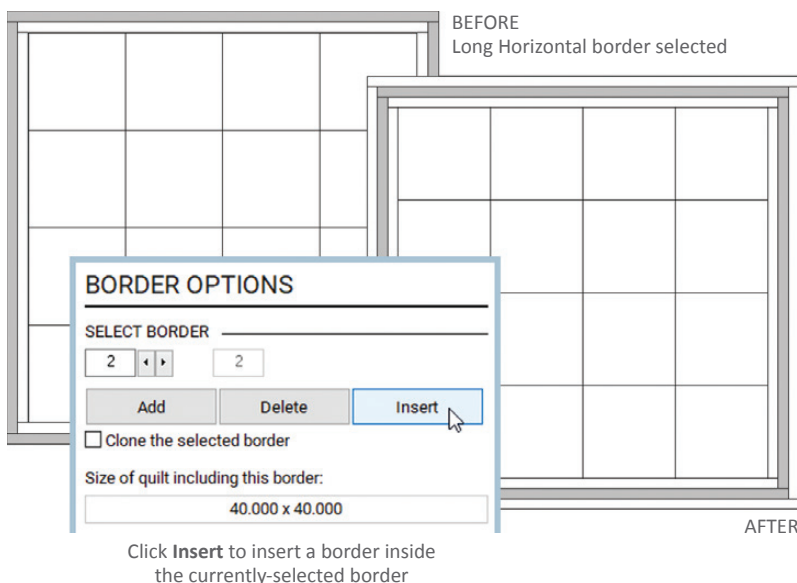 BEFORE
Long Horizontal border selected
BORDER OPTIONS
SELECT BORDER
2 2
Add Delete Insert
Clone the selected border
Size of quilt including this border:
40.000 x 40.000
AFTER
Click Insert to insert a border inside
the currently-selected border